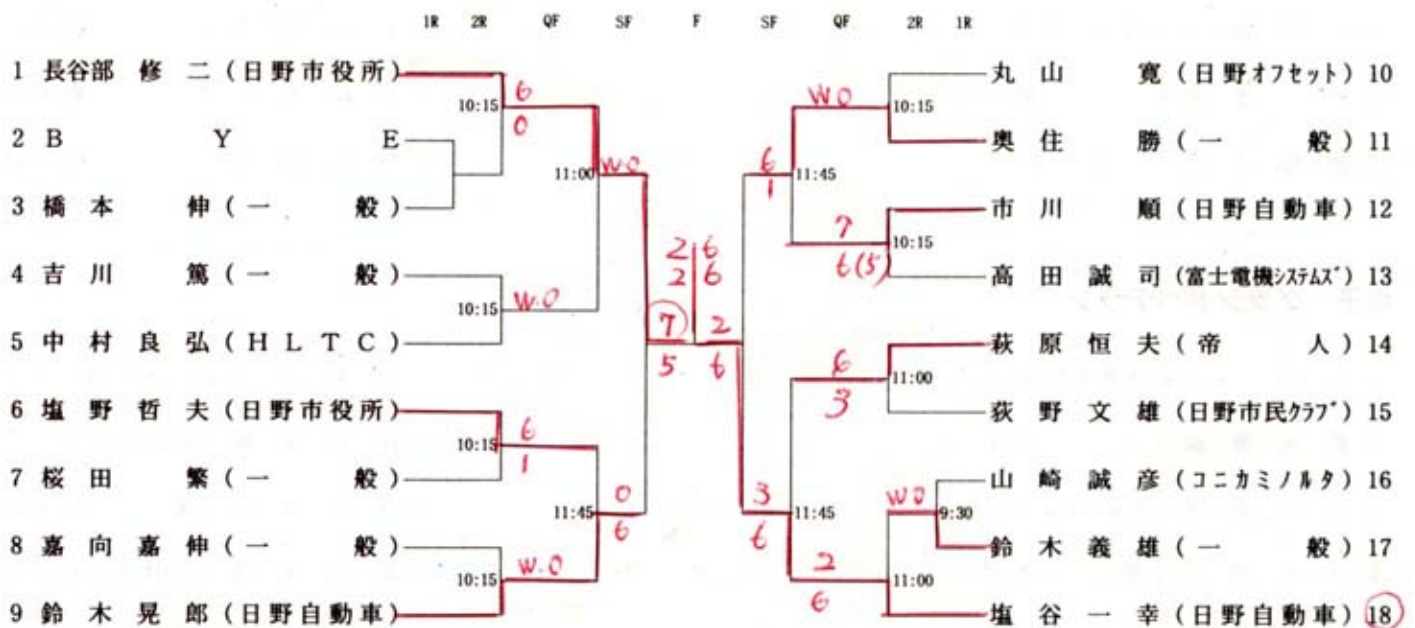 1R 2R QF SF F SF QF 2R 1R
1 長谷部 修 二 (日野市役所)
10:15
6
0
2 B Y E
3 橋 本 伸 (一 般)
11:00
W0
4 吉 川 篤 (一 般)
10:15
W.0
5 中 村 良 弘 (H L T C)
6 塩 野 哲 夫 (日野市役所)
10:15
6
1
7 桜 田 繁 (一 般)
11:45
0
6
8 嘉 向 嘉 伸 (一 般)
10:15
W.0
9 鈴 木 晃 郎 (日野自動車)
2 6
2 6
7
5
2
6
丸 山 寛 (日野オフセット) 10
W0
10:15
奥 住 勝 (一 般) 11
6
1
11:45
市 川 順 (日野自動車) 12
7
6(5)
10:15
高 田 誠 司 (富士電機システムズ) 13
萩 原 恒 夫 (帝 人) 14
6
3
11:00
荻 野 文 雄 (日野市民クラブ) 15
山 崎 誠 彦 (コニカミノルタ) 16
3
6
11:45
W0
9:30
鈴 木 義 雄 (一 般) 17
2
6
11:00
塩 谷 一 幸 (日野自動車) 18